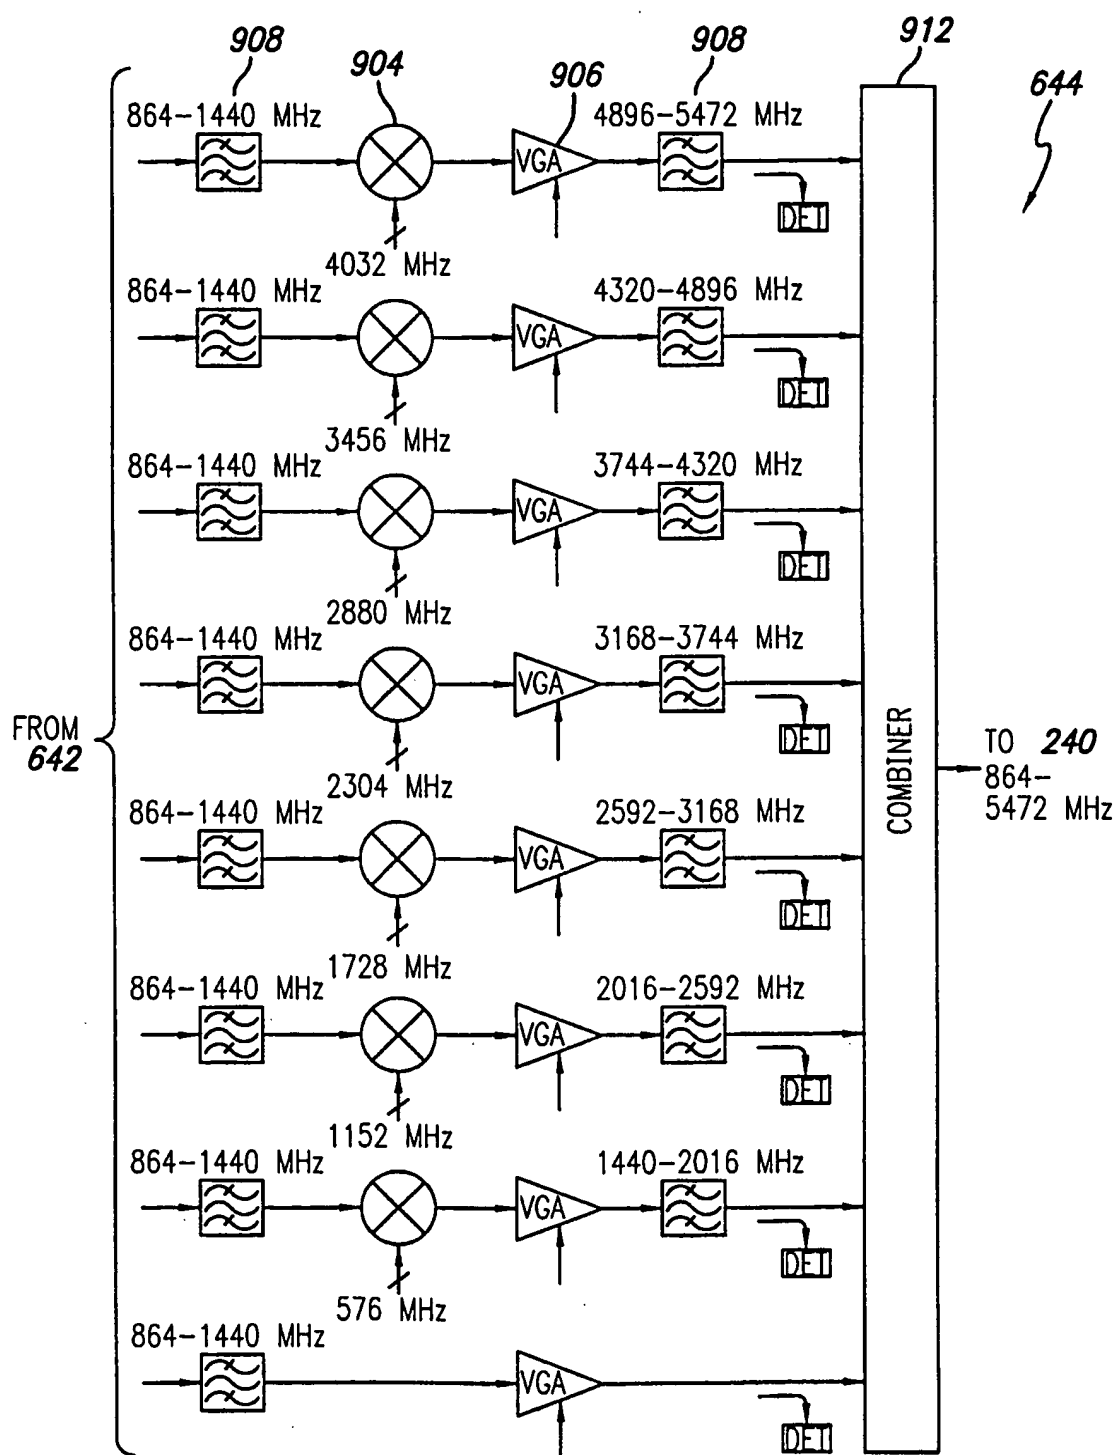 908
904
906
908
912
644
864-1440 MHz
4896-5472 MHz
VGA
DET
4032 MHz
864-1440 MHz
4320-4896 MHz
VGA
DET
3456 MHz
864-1440 MHz
3744-4320 MHz
VGA
DET
2880 MHz
864-1440 MHz
3168-3744 MHz
VGA
DET
FROM
642
COMBINER
TO 240
864-
5472 MHz
2304 MHz
864-1440 MHz
2592-3168 MHz
VGA
DET
1728 MHz
864-1440 MHz
2016-2592 MHz
VGA
DET
1152 MHz
864-1440 MHz
1440-2016 MHz
VGA
DET
576 MHz
864-1440 MHz
VGA
DET